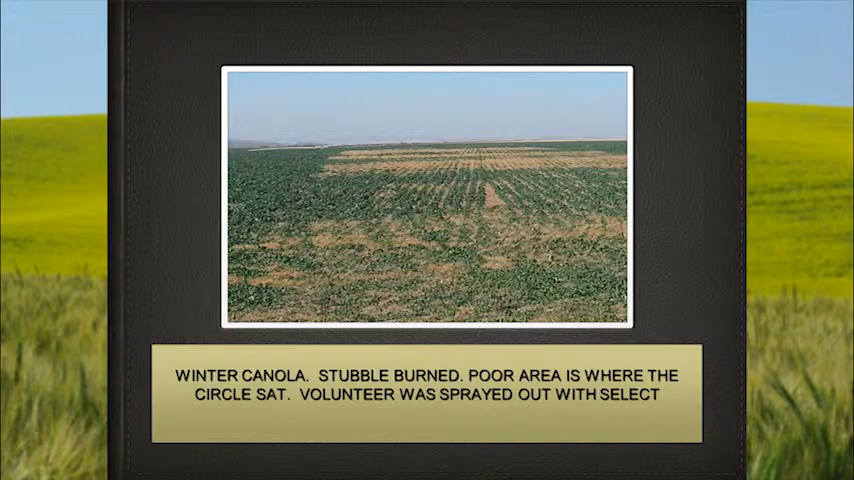 WINTER CANOLA.  STUBBLE BURNED. POOR AREA IS WHERE THE
CIRCLE SAT.  VOLUNTEER WAS SPRAYED OUT WITH SELECT